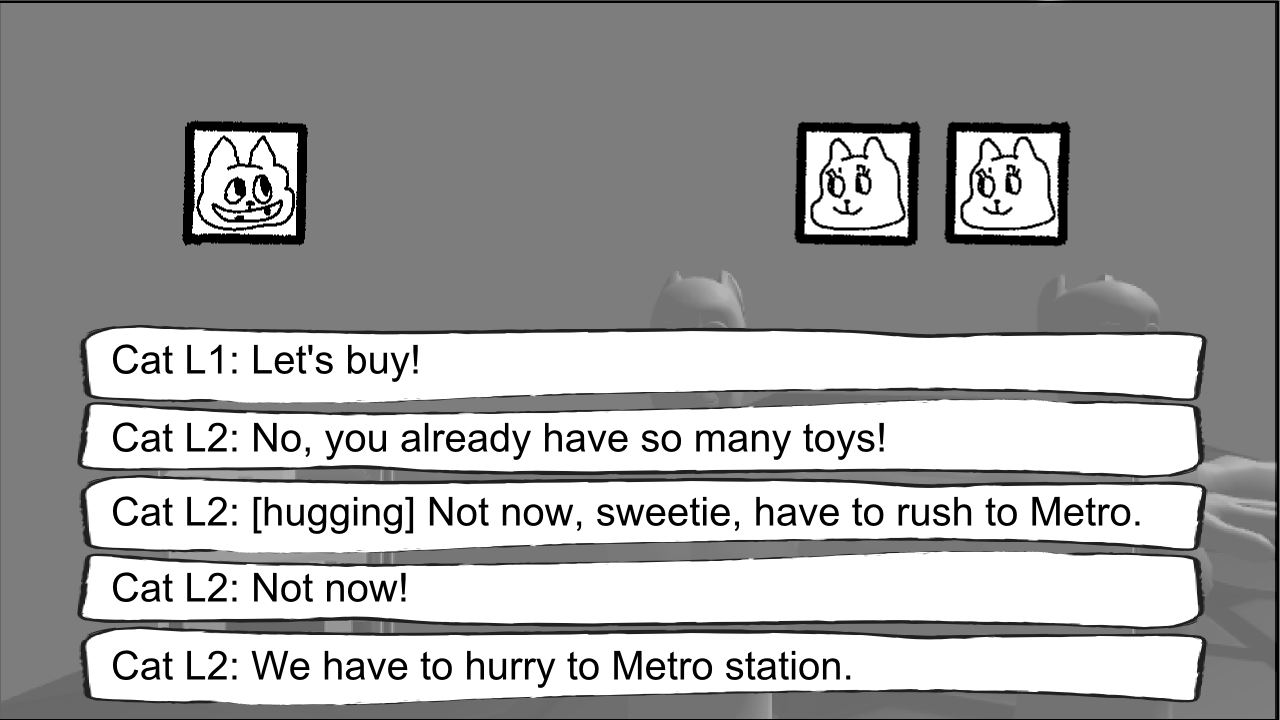 Cat L1: Let's buy!
Cat L2: No, you already have so many toys!
Cat L2: [hugging] Not now, sweetie, have to rush to Metro.
Cat L2: Not now!
Cat L2: We have to hurry to Metro station.